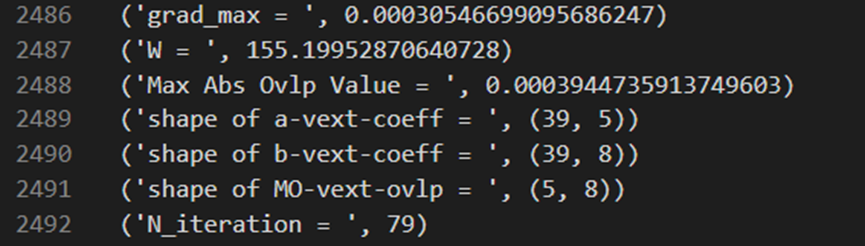 2486 ('grad_max = ', 0.00030546699095686247)
2487 ('W = ', 155.19952870640728)
2488 ('Max Abs Ovlp Value = ', 0.0003944735913749603)
2489 ('shape of a-vext-coeff = ', (39, 5))
2490 ('shape of b-vext-coeff = ', (39, 8))
2491 ('shape of MO-vext-ovlp = ', (5, 8))
2492 ('N_iteration = ', 79)